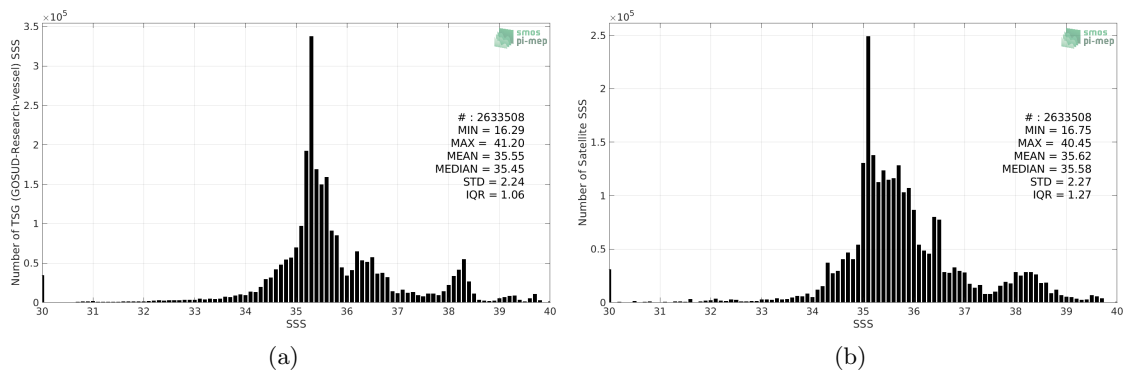 ×10⁵
3.5
3
2.5
2
1.5
1
0.5
0
Number of TSG (GOSUD-Research-vessel) SSS
smos
pi-mep
# : 2633508
MIN = 16.29
MAX = 41.20
MEAN = 35.55
MEDIAN = 35.45
STD = 2.24
IQR = 1.06
30 31 32 33 34 35 36 37 38 39 40
SSS
(a)
×10⁵
2.5
2
1.5
1
0.5
0
Number of Satellite SSS
smos
pi-mep
# : 2633508
MIN = 16.75
MAX = 40.45
MEAN = 35.62
MEDIAN = 35.58
STD = 2.27
IQR = 1.27
30 31 32 33 34 35 36 37 38 39 40
SSS
(b)